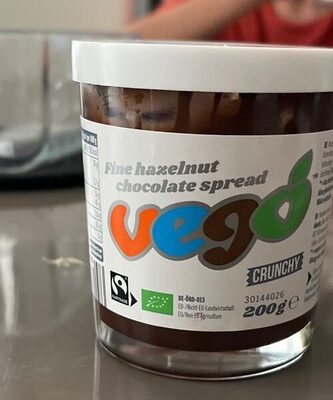 Fine hazelnut
chocolate spread
vego
CRUNCHY
FAIRTRADE
DE-ÖKO-013
EU-/Nicht-EU-Landwirtschaft
EU/Non-EU Agriculture
30144026
200g e